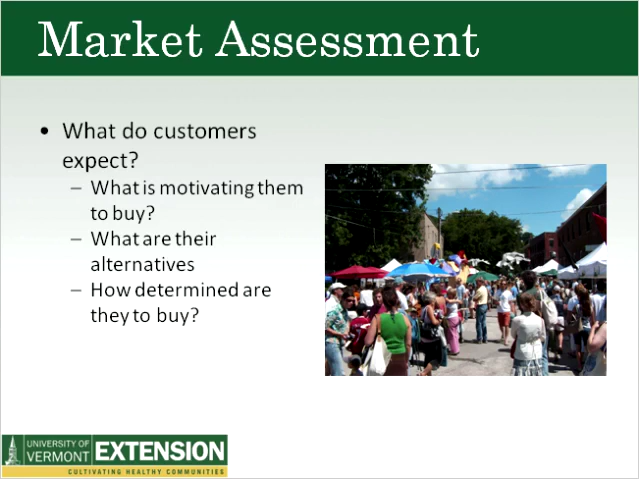 Market Assessment
• What do customers
expect?
– What is motivating them
to buy?
– What are their
alternatives
– How determined are
they to buy?
UNIVERSITY OF
VERMONT
EXTENSION
CULTIVATING HEALTHY COMMUNITIES